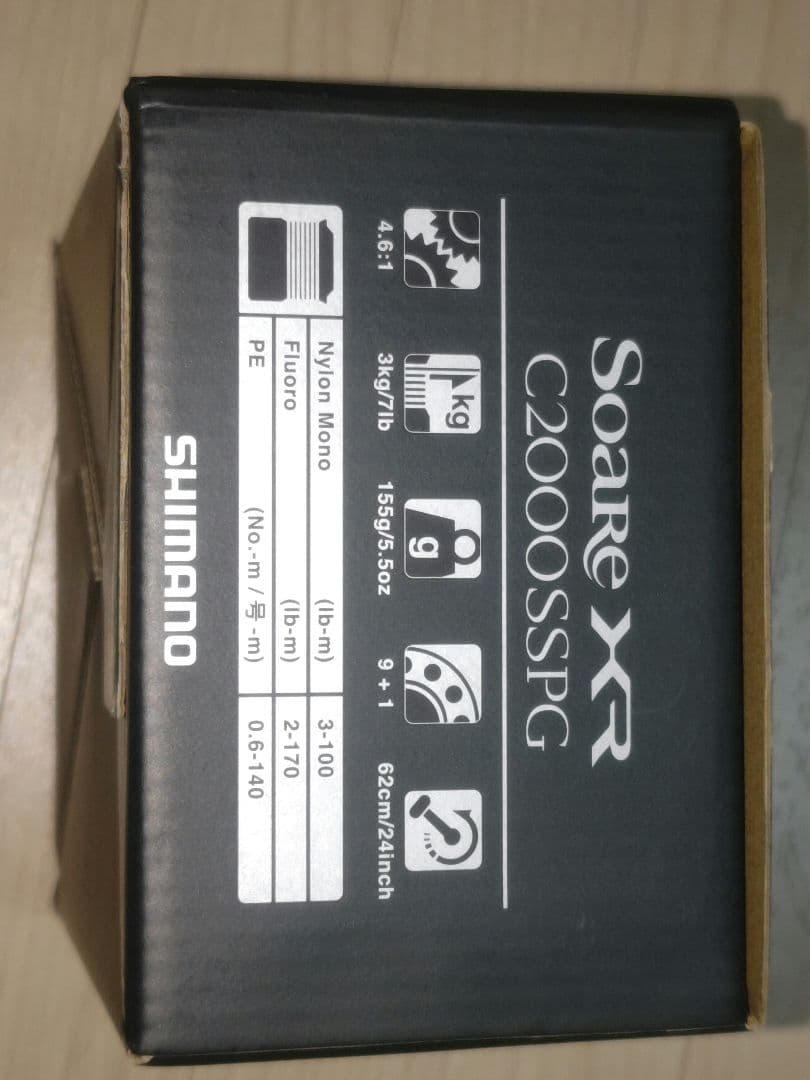 Soare XR
C2000SSPG
4.6:1 3kg/7lb 155g/5.5oz 9+1 62cm/24inch
kg
g
Nylon Mono (lb-m) 3-100
Fluoro (lb-m) 2-170
PE (No.-m / 号 -m) 0.6-140
SHIMANO